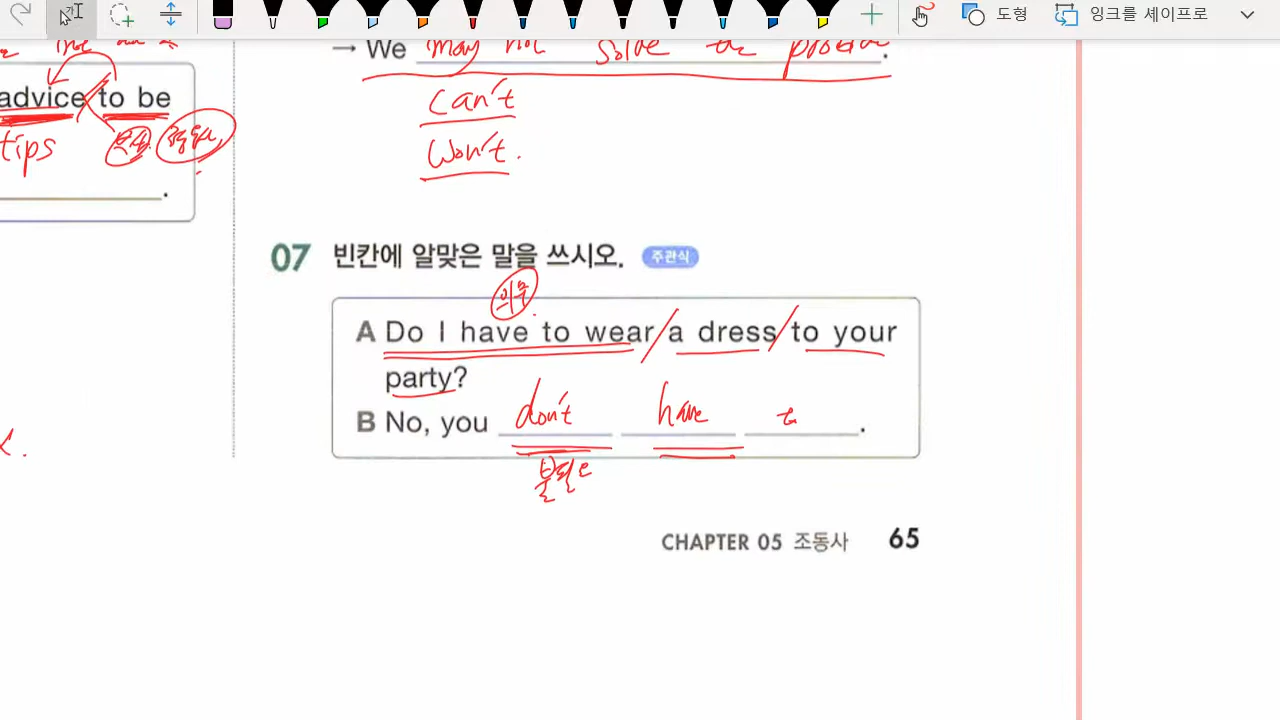 도형
잉크를 셰이프로
→ We may not solve the problem.
can't
won't.
advice to be
tips
07 빈칸에 알맞은 말을 쓰시오. 주관식
의무
A Do I have to wear / a dress / to your
party?
B No, you don't have to.
불필요
CHAPTER 05 조동사 65